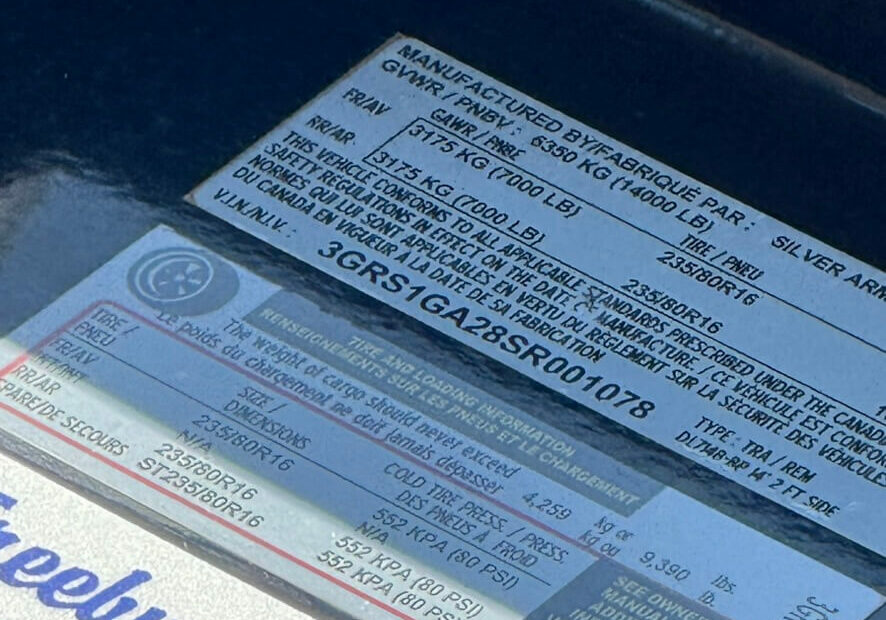 MANUFACTURED BY/FABRIQUÉ PAR : SILVER ARM
GVWR / PNBV : 6350 KG (14000 LB)
GAWR / PNBE TIRE / PNEU
FR/AV 3175 KG (7000 LB) 235/80R16
RR/AR 3175 KG (7000 LB) 235/80R16
THIS VEHICLE CONFORMS TO ALL APPLICABLE STANDARDS PRESCRIBED UNDER THE CANADI
SAFETY REGULATIONS IN EFFECT ON THE DATE MANUFACTURE. / CE VÉHICULE EST CONFOR
NORMES QUI LUI SONT APPLICABLES EN VERTU DU RÈGLEMENT SUR LA SÉCURITÉ DES VÉHICULE
DU CANADA EN VIGUEUR À LA DATE DE SA FABRICATION
V.I.N./N.I.V. : 3GRS1GA28SR001078 TYPE : TRA / REM
14' 2 FT SIDE
TIRE AND LOADING INFORMATION
RENSEIGNEMENTS SUR LES PNEUS ET LE CHARGEMENT
The weight of cargo should never exceed 4,259 kg or 9,390 lbs.
Le poids du chargement ne doit jamais dépasser kg ou lb.
TIRE / SIZE / COLD TIRE PRESS. / PRESS.
PNEU DIMENSIONS DES PNEUS À FROID
FR/AV 235/80R16 552 KPA (80 PSI)
N/A N/A
RR/AR 235/80R16 552 KPA (80 PSI)
SPARE/DE SECOURS ST235/80R16 552 KPA (80 PS
SEE OWNER
MANUAL
ADD